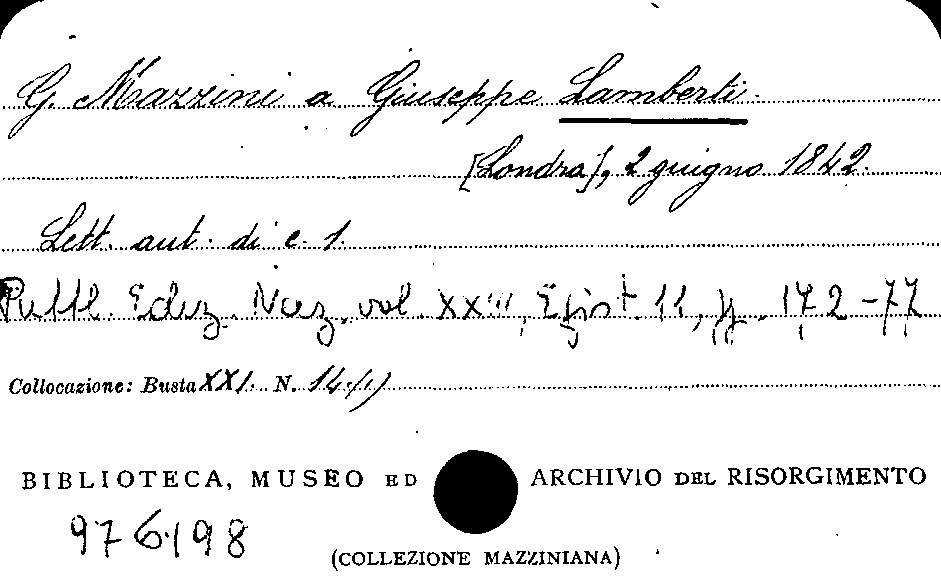 G. Mazzini a Giuseppe Lamberti.
[Londra], 2 giugno 1842.
Lett. aut. di c. 1.
Pubbl. Ediz. Naz. vol. XXIII, Epist. 11, pp. 172-77
Collocazione: Busta XXI. N. 14 (1)
BIBLIOTECA, MUSEO ED ARCHIVIO DEL RISORGIMENTO
976198
(COLLEZIONE MAZZINIANA)